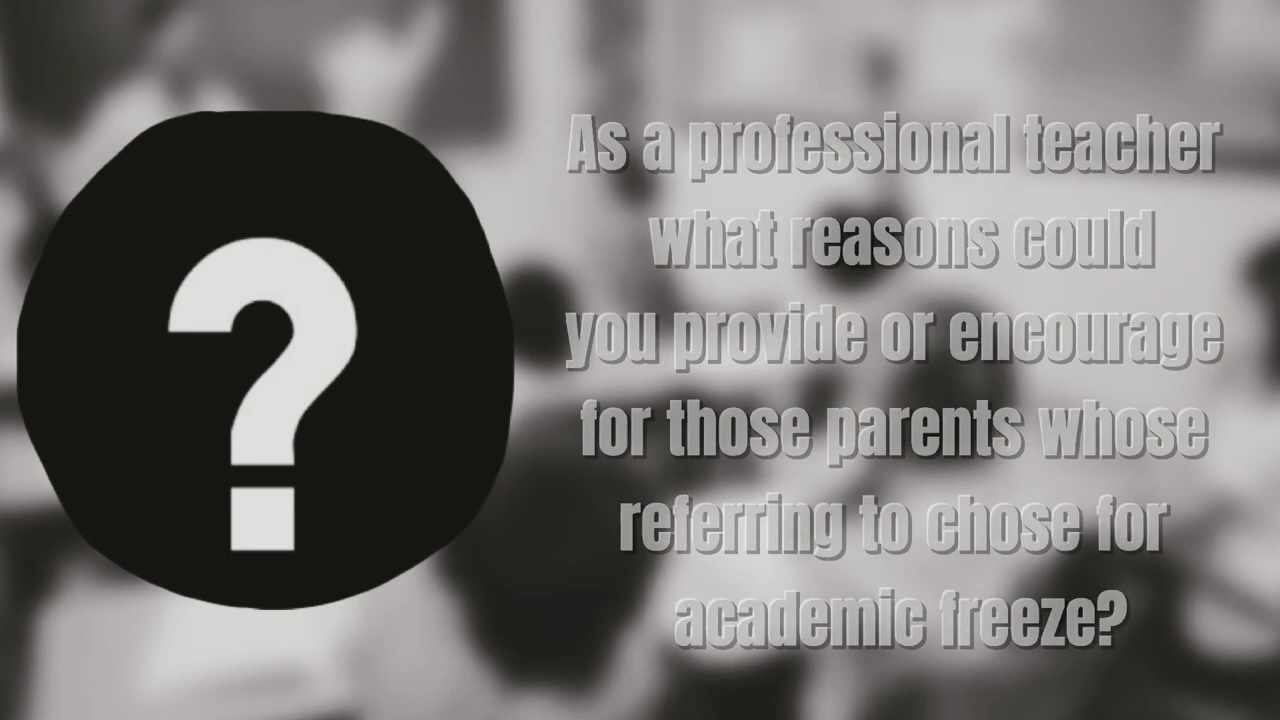 ?
As a professional teacher
what reasons could
you provide or encourage
for those parents whose
referring to chose for
academic freeze?